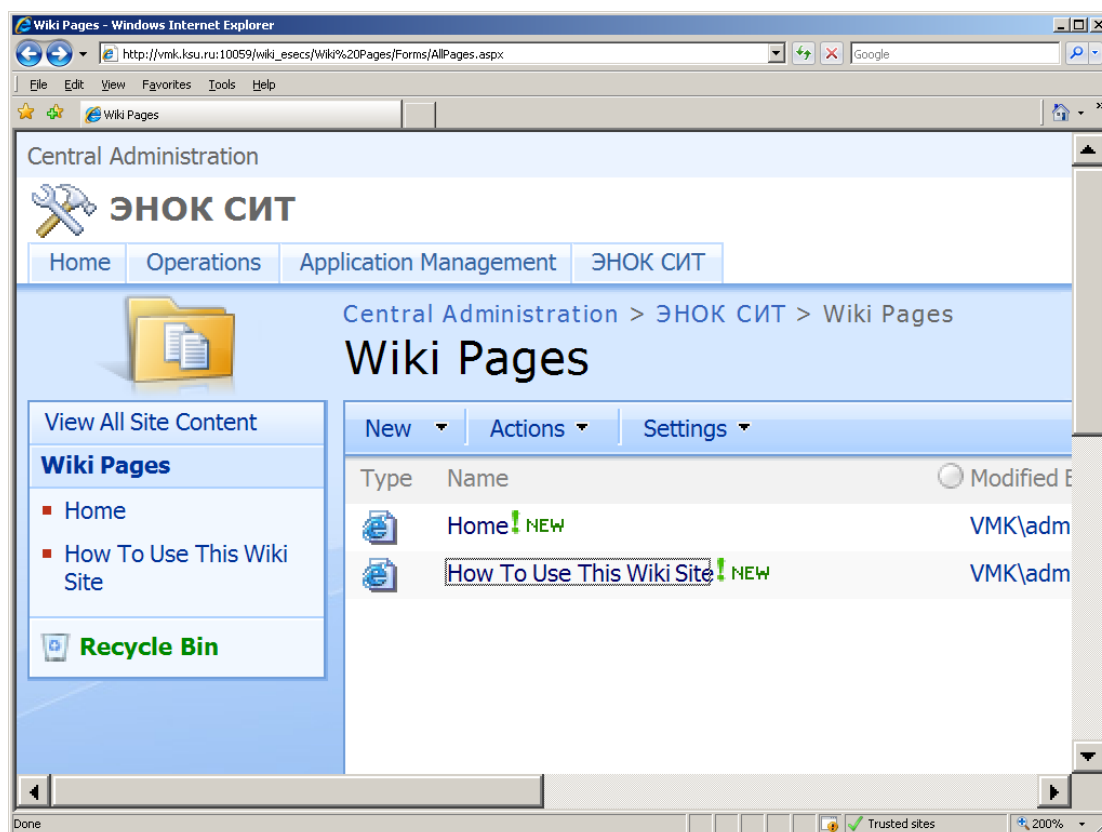 Wiki Pages - Windows Internet Explorer
http://vmk.ksu.ru:10059/wiki_esecs/Wiki%20Pages/Forms/AllPages.aspx
Google
File Edit View Favorites Tools Help
Wiki Pages
Central Administration
ЭНОК СИТ
Home Operations Application Management ЭНОК СИТ
Central Administration > ЭНОК СИТ > Wiki Pages
Wiki Pages
View All Site Content
Wiki Pages
Home
How To Use This Wiki
Site
Recycle Bin
New Actions Settings
Type Name Modified
Home ! NEW VMK\adm
How To Use This Wiki Site ! NEW VMK\adm
Done Trusted sites 200%